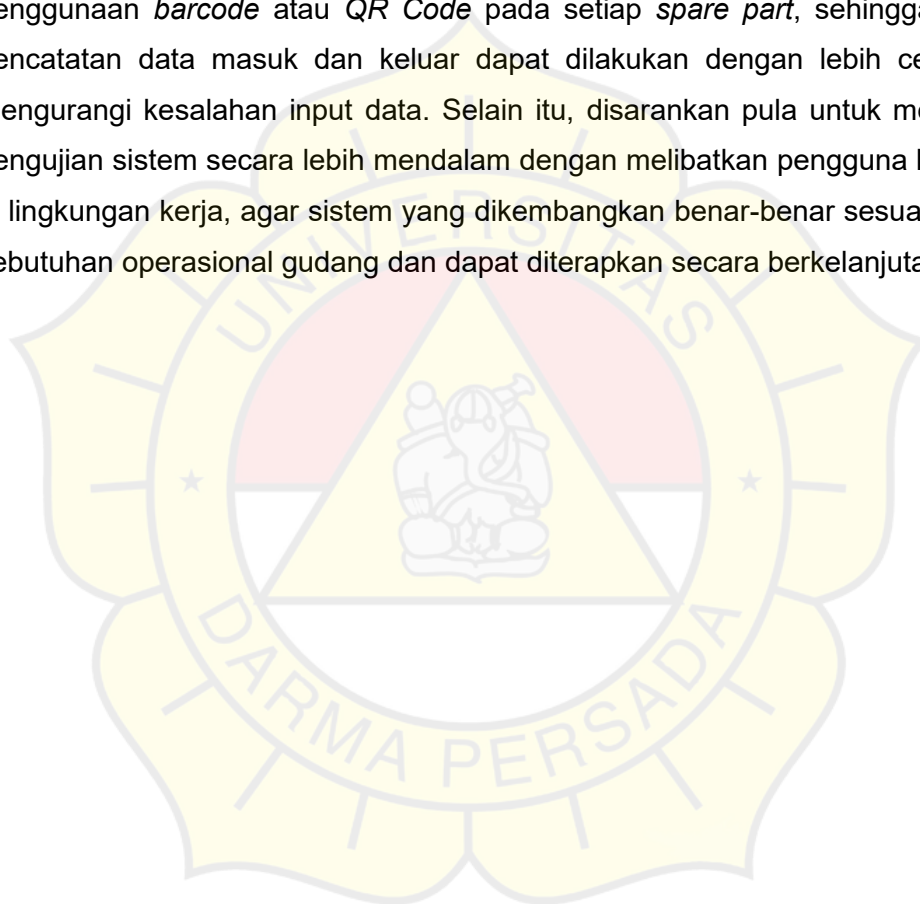 enggunaan barcode atau QR Code pada setiap spare part, sehingga
encatatan data masuk dan keluar dapat dilakukan dengan lebih ce
engurangi kesalahan input data. Selain itu, disarankan pula untuk me
engujian sistem secara lebih mendalam dengan melibatkan pengguna l
lingkungan kerja, agar sistem yang dikembangkan benar-benar sesua
ebutuhan operasional gudang dan dapat diterapkan secara berkelanjuta
UNIVERSITAS
DARMA PERSADA